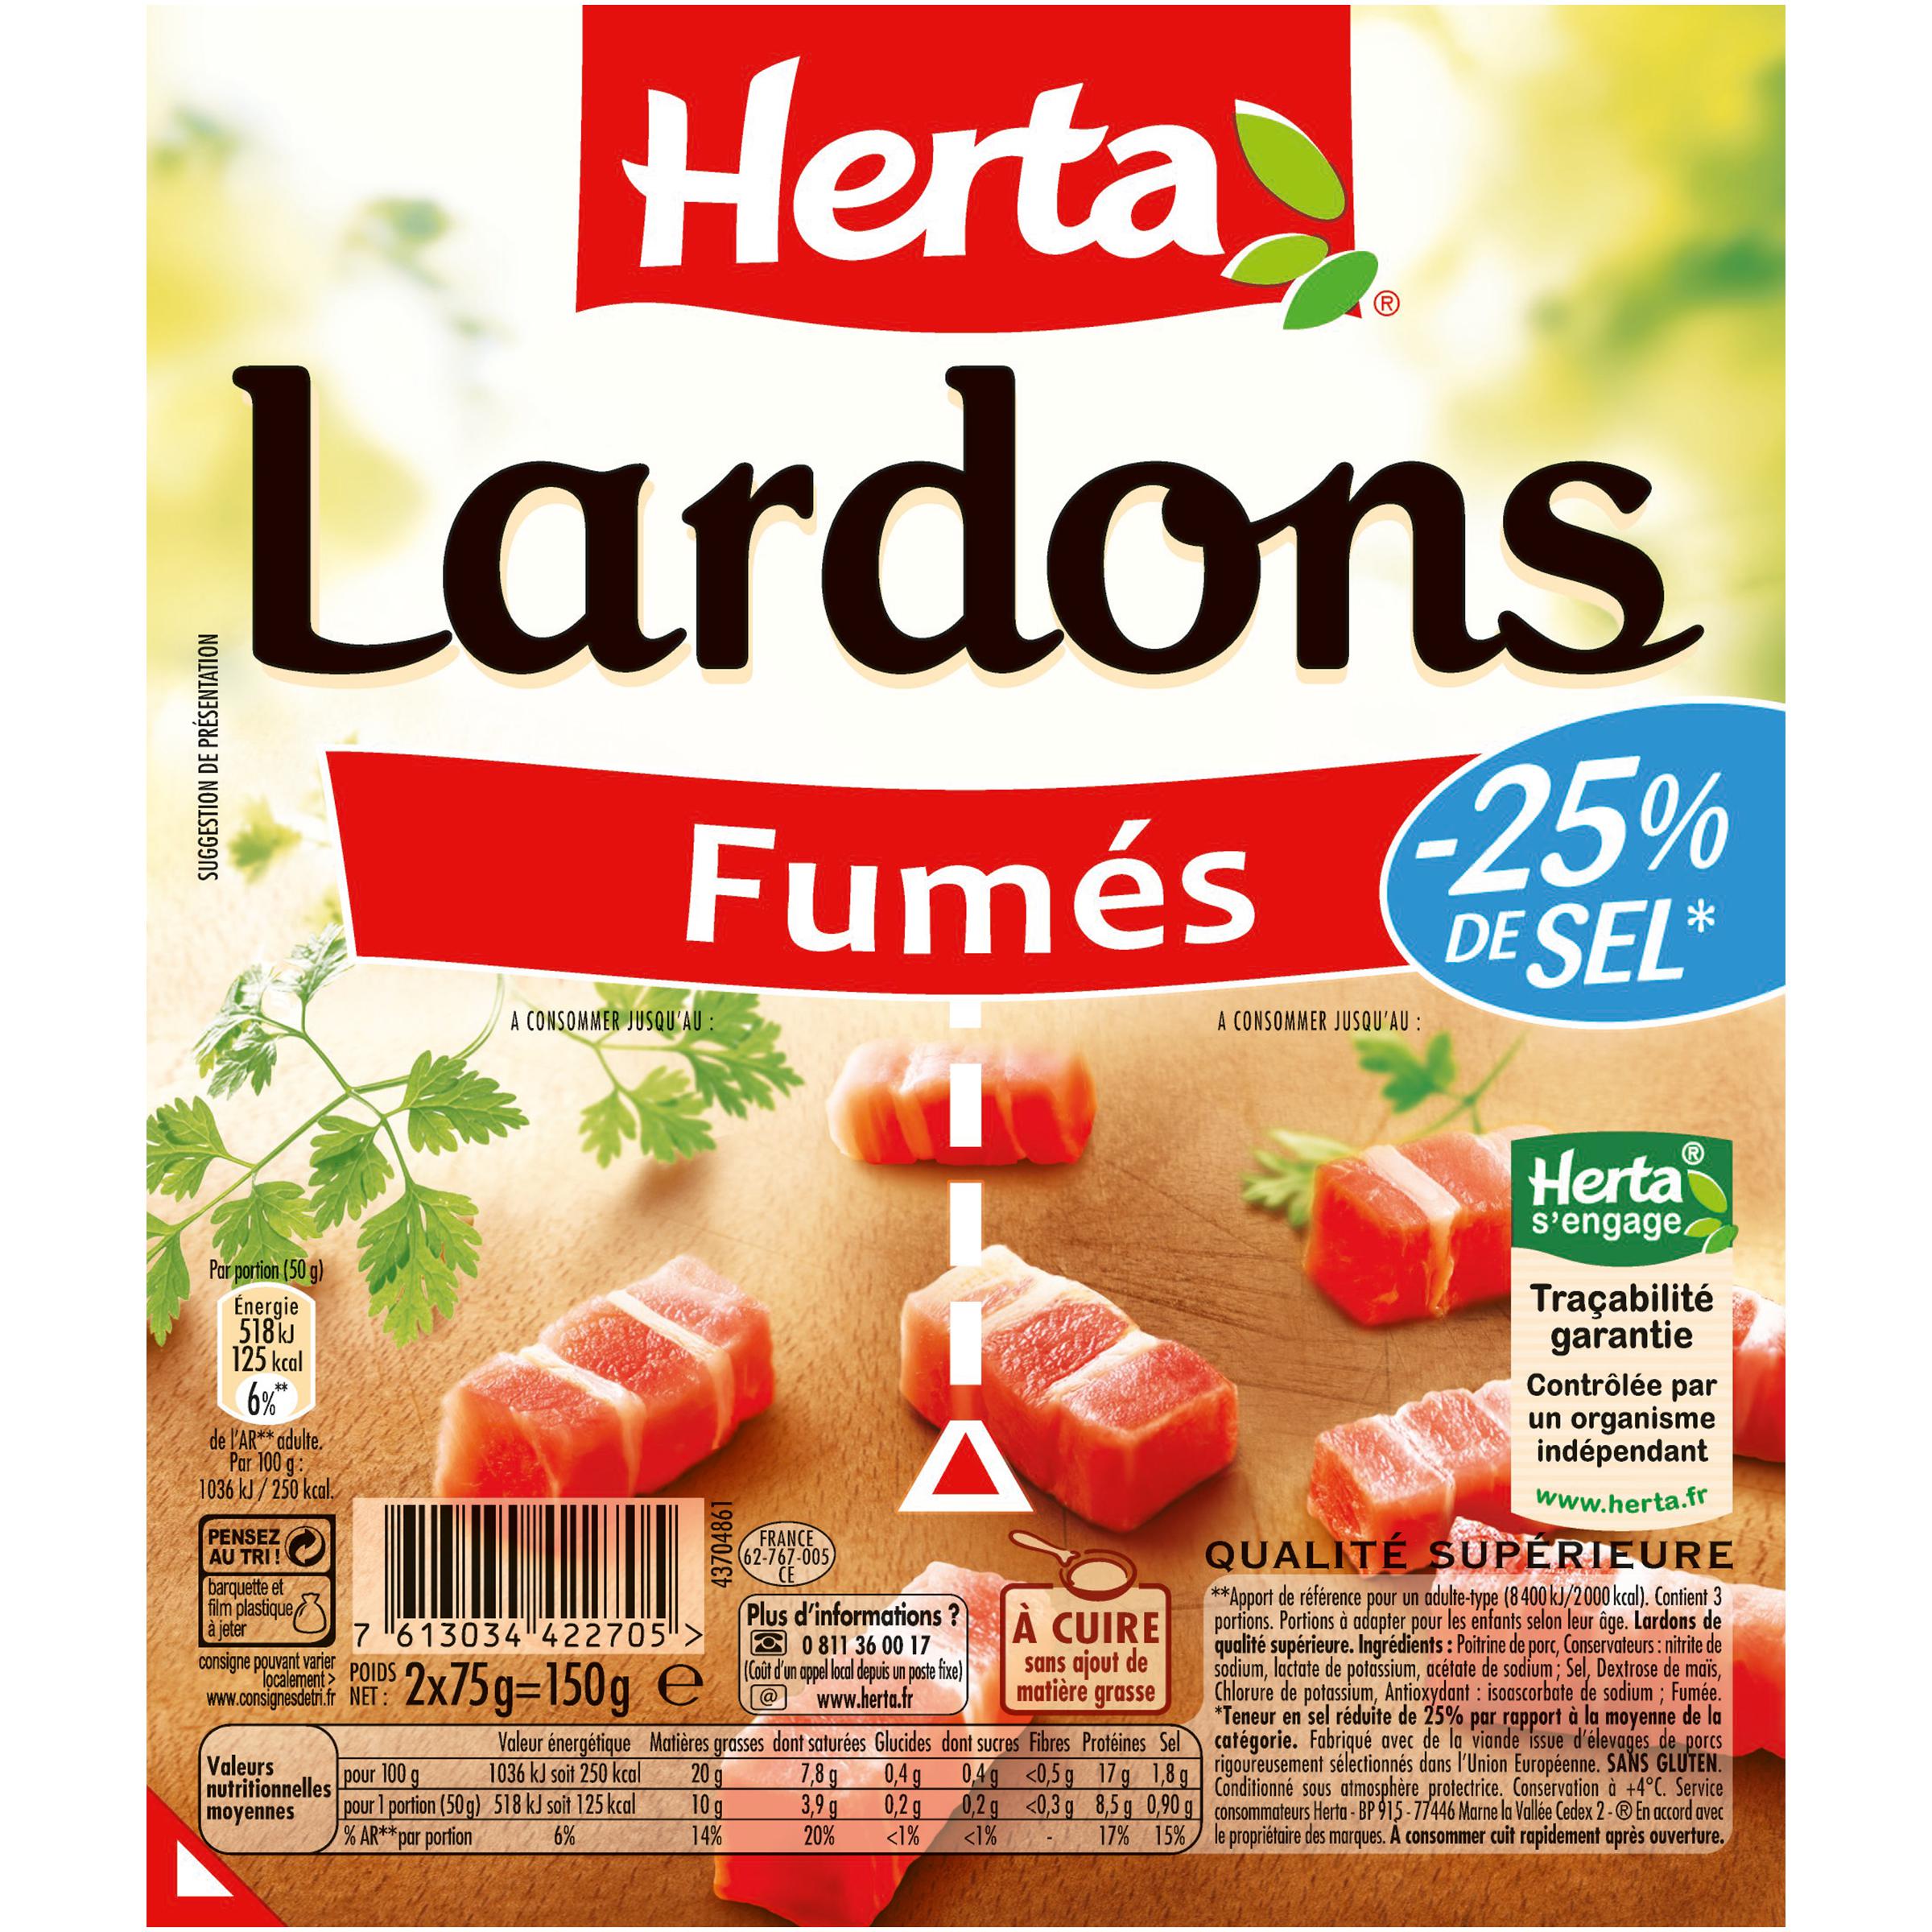 Herta
®
Lardons
SUGGESTION DE PRÉSENTATION
Fumés
-25%
DE SEL*
A CONSOMMER JUSQU'AU :
A CONSOMMER JUSQU'AU :
Herta®
s'engage
Traçabilité
garantie
Contrôlée par
un organisme
indépendant
www.herta.fr
Par portion (50 g)
Énergie
518 kJ
125 kcal
6%**
de l'AR** adulte.
Par 100 g :
1036 kJ / 250 kcal.
PENSEZ
AU TRI !
barquette et
film plastique
à jeter
consigne pouvant varier
localement >
www.consignesdetri.fr
7 613034 422705 >
43704861
POIDS
NET : 2x75g=150g e
FRANCE
62-767-005
CE
Plus d'informations ?
0 811 36 00 17
(Coût d'un appel local depuis un poste fixe)
@ www.herta.fr
À CUIRE
sans ajout de
matière grasse
QUALITÉ SUPÉRIEURE
**Apport de référence pour un adulte-type (8 400 kJ/2 000 kcal). Contient 3
portions. Portions à adapter pour les enfants selon leur âge. Lardons de
qualité supérieure. Ingrédients : Poitrine de porc, Conservateurs : nitrite de
sodium, lactate de potassium, acétate de sodium ; Sel, Dextrose de maïs,
Chlorure de potassium, Antioxydant : isoascorbate de sodium ; Fumée.
*Teneur en sel réduite de 25% par rapport à la moyenne de la
catégorie. Fabriqué avec de la viande issue d'élevages de porcs
rigoureusement sélectionnés dans l'Union Européenne. SANS GLUTEN.
Conditionné sous atmosphère protectrice. Conservation à +4°C. Service
consommateurs Herta - BP 915 - 77446 Marne la Vallée Cedex 2 - ® En accord avec
le propriétaire des marques. À consommer cuit rapidement après ouverture.
Valeurs
nutritionnelles
moyennes
Valeur énergétique Matières grasses dont saturées Glucides dont sucres Fibres Protéines Sel
pour 100 g 1036 kJ soit 250 kcal 20 g 7,8 g 0,4 g 0,4 g <0,5 g 17 g 1,8 g
pour 1 portion (50g) 518 kJ soit 125 kcal 10 g 3,9 g 0,2 g 0,2 g <0,3 g 8,5 g 0,90 g
% AR** par portion 6% 14% 20% <1% <1% - 17% 15%